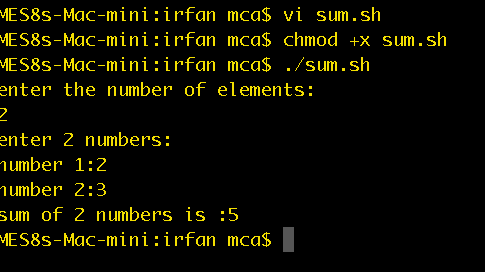 MES8s-Mac-mini:irfan mca$ vi sum.sh
MES8s-Mac-mini:irfan mca$ chmod +x sum.sh
MES8s-Mac-mini:irfan mca$ ./sum.sh
enter the number of elements:
2
enter 2 numbers:
number 1:2
number 2:3
sum of 2 numbers is :5
MES8s-Mac-mini:irfan mca$